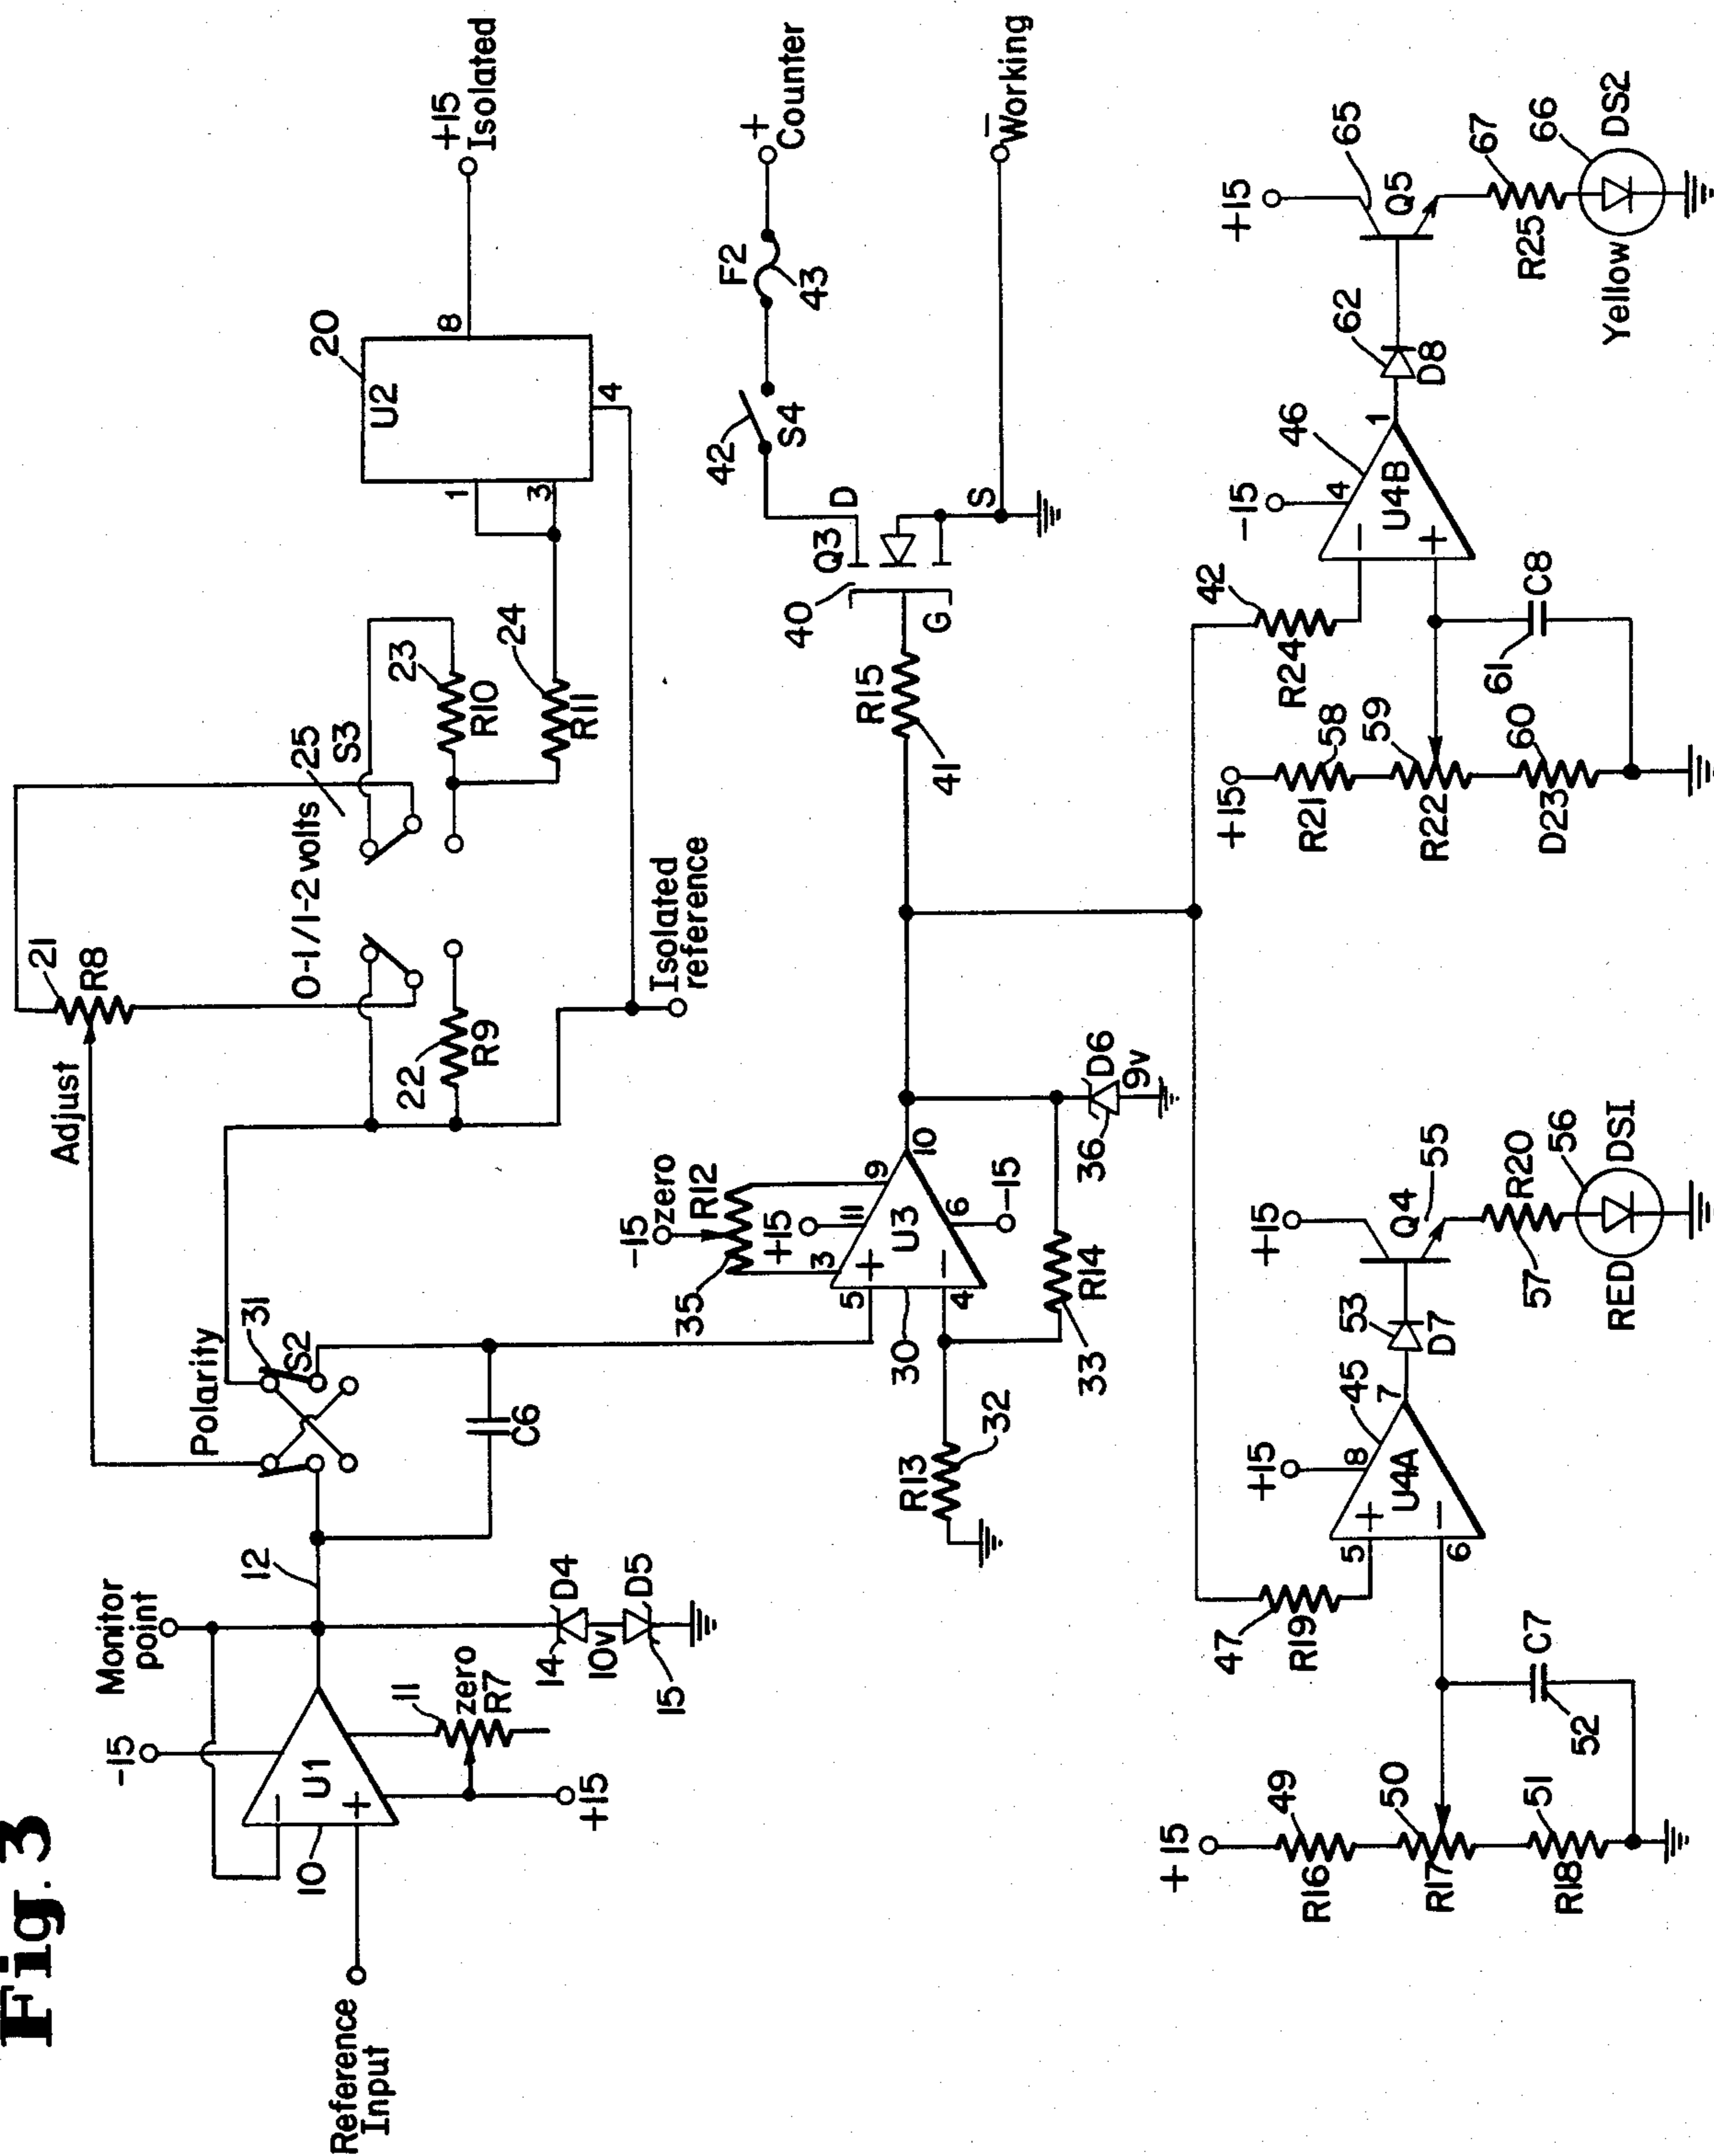 Fig. 3
Reference
Input
10
U1
−
+
-15
+15
Monitor
point
12
11
zero
R7
14
D4
10v
D5
15
Polarity
31
S2
C6
Adjust
21
R8
0-1/1-2 volts
25
S3
22
R9
23
R10
24
R11
Isolated
reference
20
U2
1
3
4
8
+15
Isolated
-15
zero
R12
35
+15
11
3
9
5
+
U3
−
4
6
10
-15
30
R13
32
33
R14
36
D6
9v
R15
41
40
Q3
G
D
S
42
S4
F2
43
+
Counter
−
Working
47
R19
+15
49
R16
50
R17
51
R18
52
C7
5
+
U4A
−
6
8
+15
45
7
53
D7
+15
Q4
55
57
R20
RED
56
DS1
42
R24
+15
58
R21
59
R22
60
D23
61
C8
-15
4
−
U4B
+
46
1
62
D8
+15
65
Q5
67
R25
66
DS2
Yellow